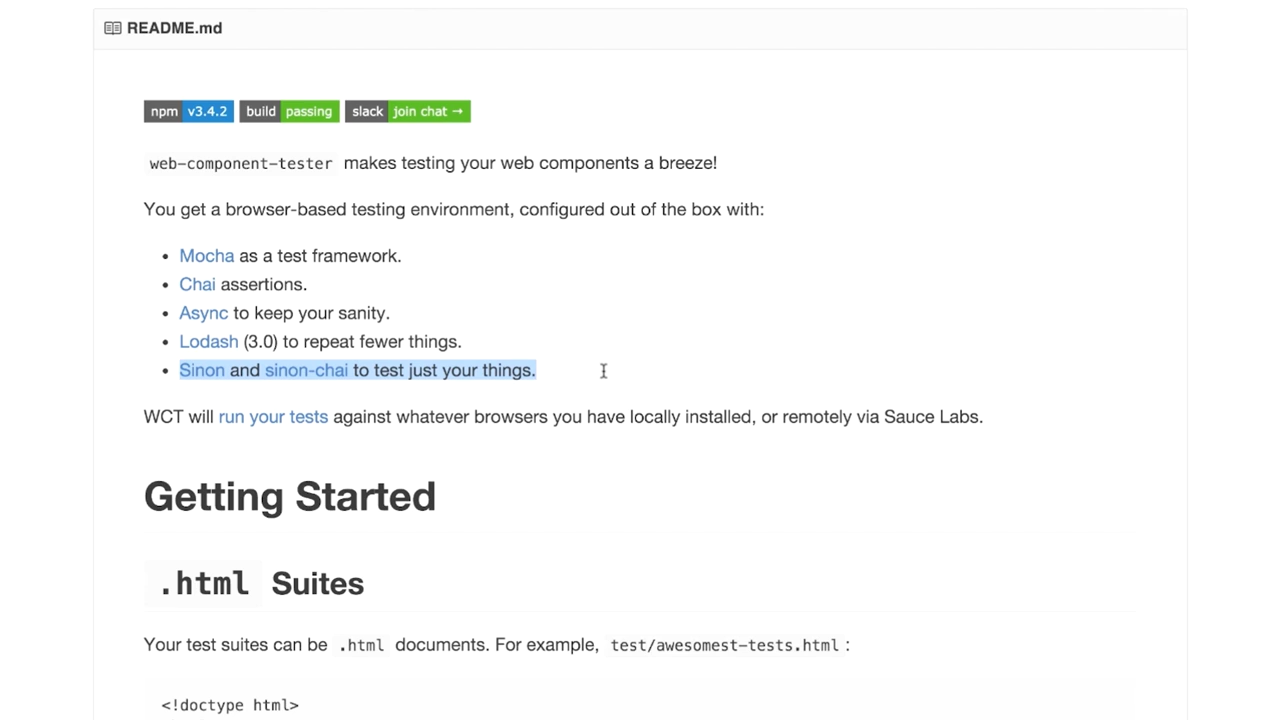 README.md
npm v3.4.2 build passing slack join chat →
web-component-tester makes testing your web components a breeze!
You get a browser-based testing environment, configured out of the box with:
• Mocha as a test framework.
• Chai assertions.
• Async to keep your sanity.
• Lodash (3.0) to repeat fewer things.
• Sinon and sinon-chai to test just your things.
WCT will run your tests against whatever browsers you have locally installed, or remotely via Sauce Labs.
Getting Started
.html Suites
Your test suites can be .html documents. For example, test/awesomest-tests.html :
<!doctype html>